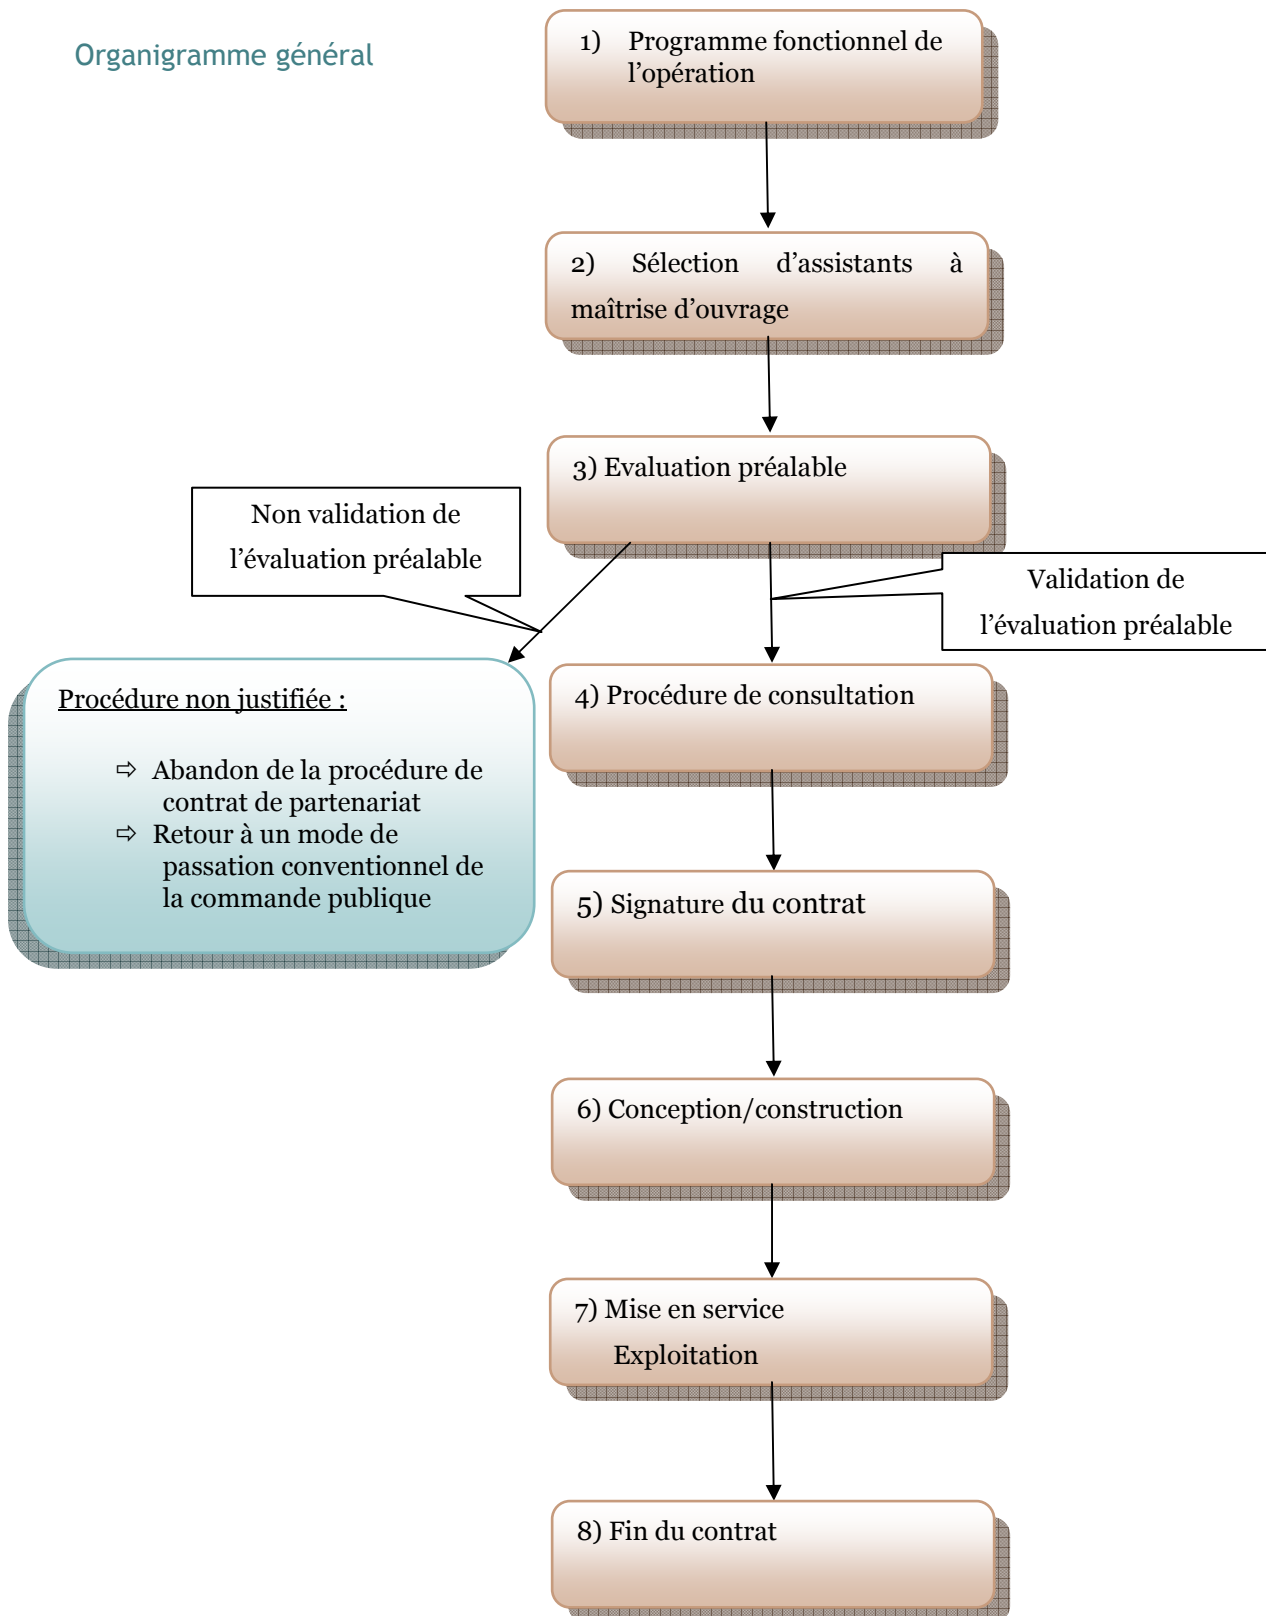 Organigramme général
1) Programme fonctionnel de
l’opération
2) Sélection d’assistants à
maîtrise d’ouvrage
3) Evaluation préalable
Non validation de
l’évaluation préalable
Validation de
l’évaluation préalable
Procédure non justifiée :
⇨ Abandon de la procédure de
contrat de partenariat
⇨ Retour à un mode de
passation conventionnel de
la commande publique
4) Procédure de consultation
5) Signature du contrat
6) Conception/construction
7) Mise en service
Exploitation
8) Fin du contrat